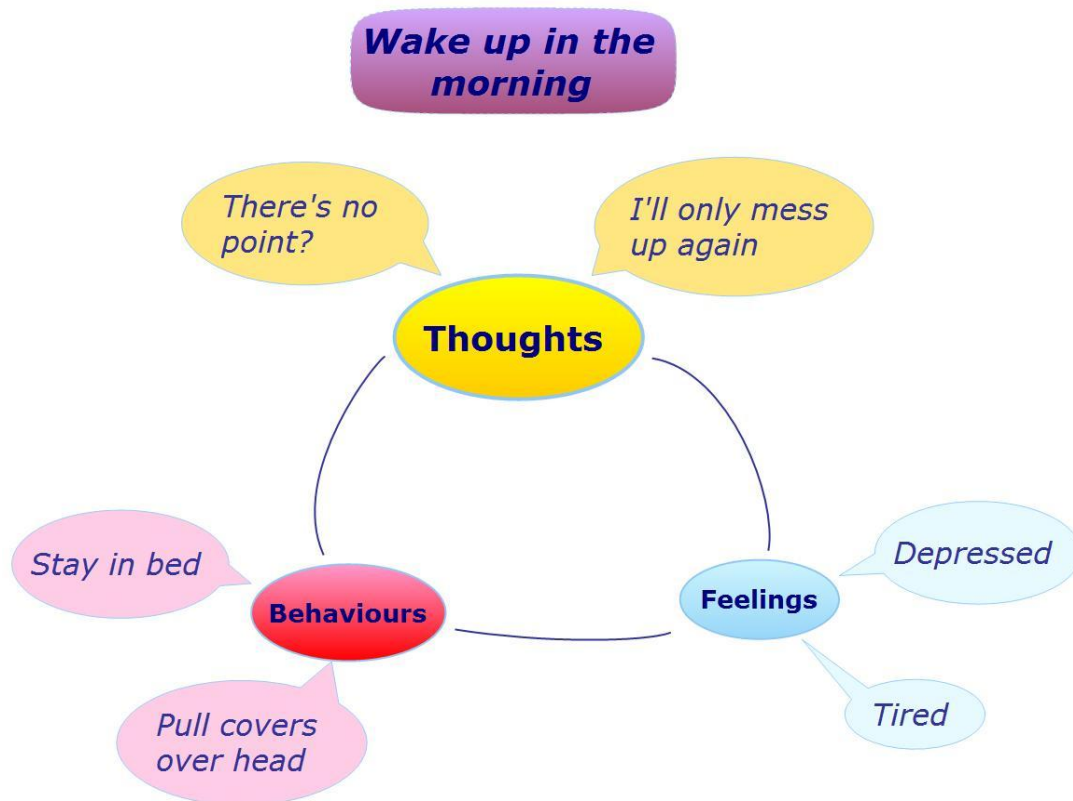 Wake up in the
morning
There's no
point?
I'll only mess
up again
Thoughts
Stay in bed
Behaviours
Feelings
Depressed
Pull covers
over head
Tired